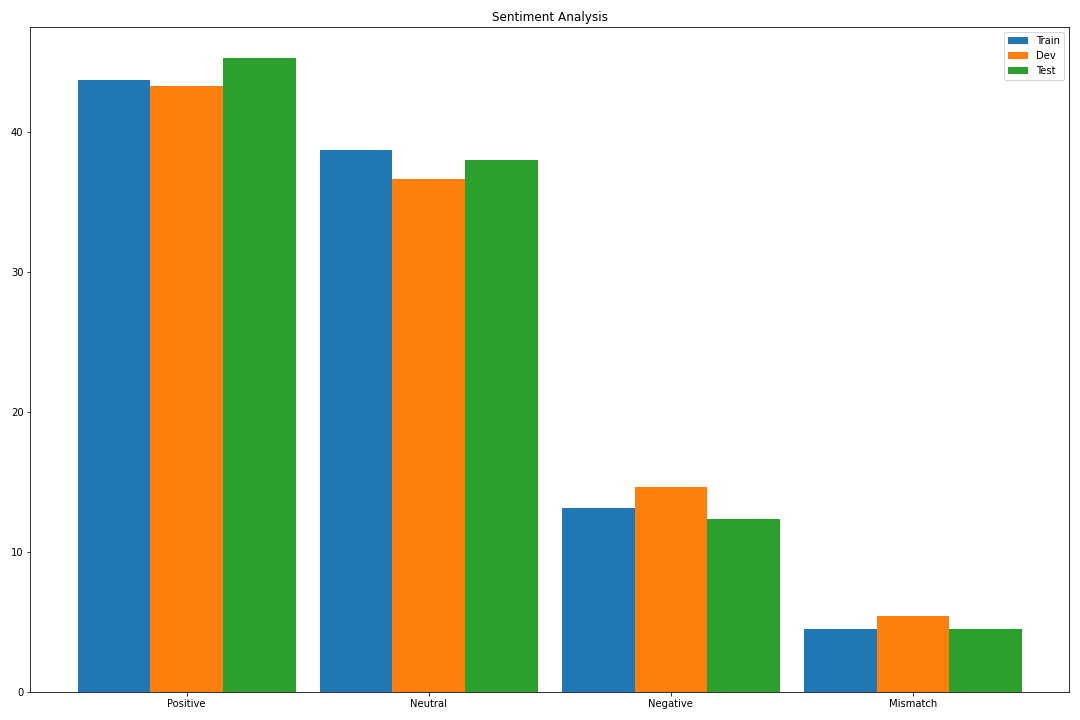 Sentiment Analysis
Train
Dev
Test
40
30
20
10
0
Positive Neutral Negative Mismatch